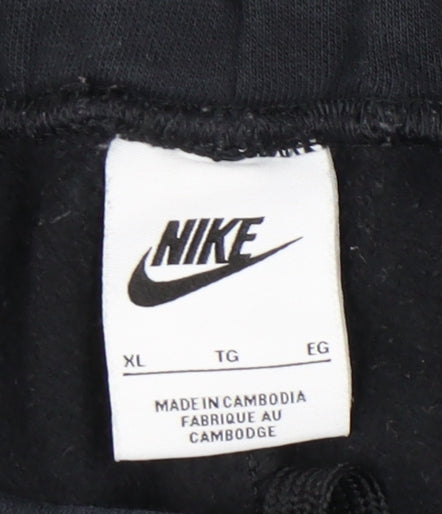 NIKE
XL TG EG
MADE IN CAMBODIA
FABRIQUE AU
CAMBODGE